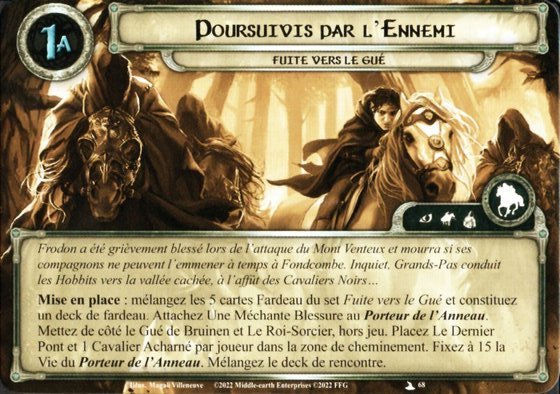 1A
Poursuivis par l'Ennemi
Fuite vers le Gué
Frodon a été grièvement blessé lors de l'attaque du Mont Venteux et mourra si ses
compagnons ne peuvent l'emmener à temps à Fondcombe. Inquiet, Grands-Pas conduit
les Hobbits vers la vallée cachée, à l'affût des Cavaliers Noirs…
Mise en place : mélangez les 5 cartes Fardeau du set Fuite vers le Gué et constituez
un deck de fardeau. Attachez Une Méchante Blessure au Porteur de l'Anneau.
Mettez de côté le Gué de Bruinen et Le Roi-Sorcier, hors jeu. Placez Le Dernier
Pont et 1 Cavalier Acharné par joueur dans la zone de cheminement. Fixez à 15 la
Vie du Porteur de l'Anneau. Mélangez le deck de rencontre.
Illus. Magali Villeneuve ©2022 Middle-earth Enterprises ©2022 FFG 68